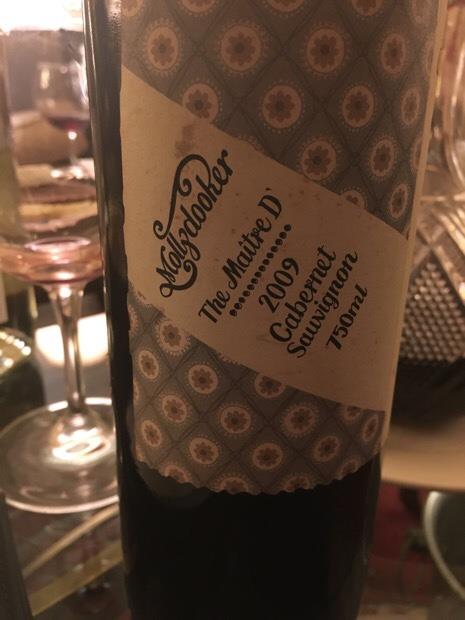 Mollydooker
The Maitre D'
2009
Cabernet
Sauvignon
750ml